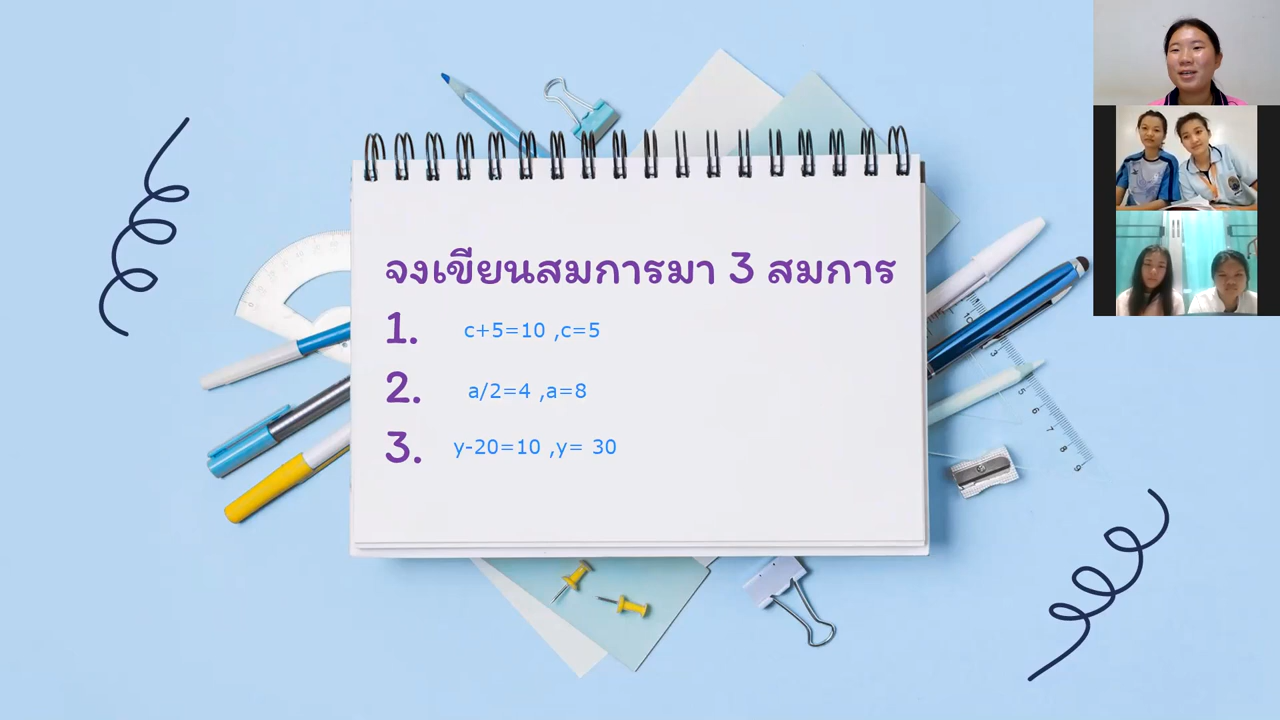 จงเขียนสมการมา 3 สมการ
1. c+5=10 ,c=5
2. a/2=4 ,a=8
3. y-20=10 ,y= 30